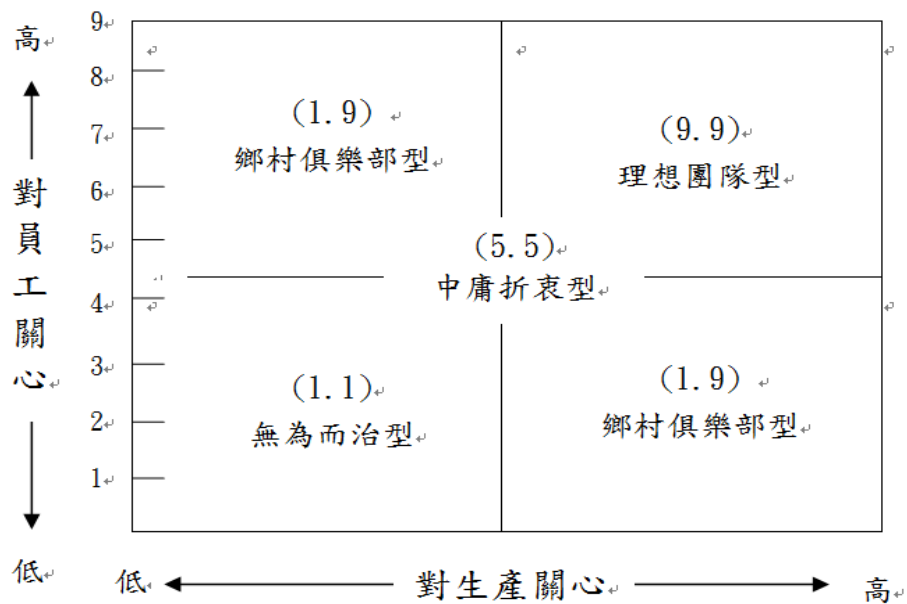 高
對員工關心
低
9
8
7
6
5
4
3
2
1
(1.9)
鄉村俱樂部型
(9.9)
理想團隊型
(5.5)
中庸折衷型
(1.1)
無為而治型
(1.9)
鄉村俱樂部型
低
對生產關心
高